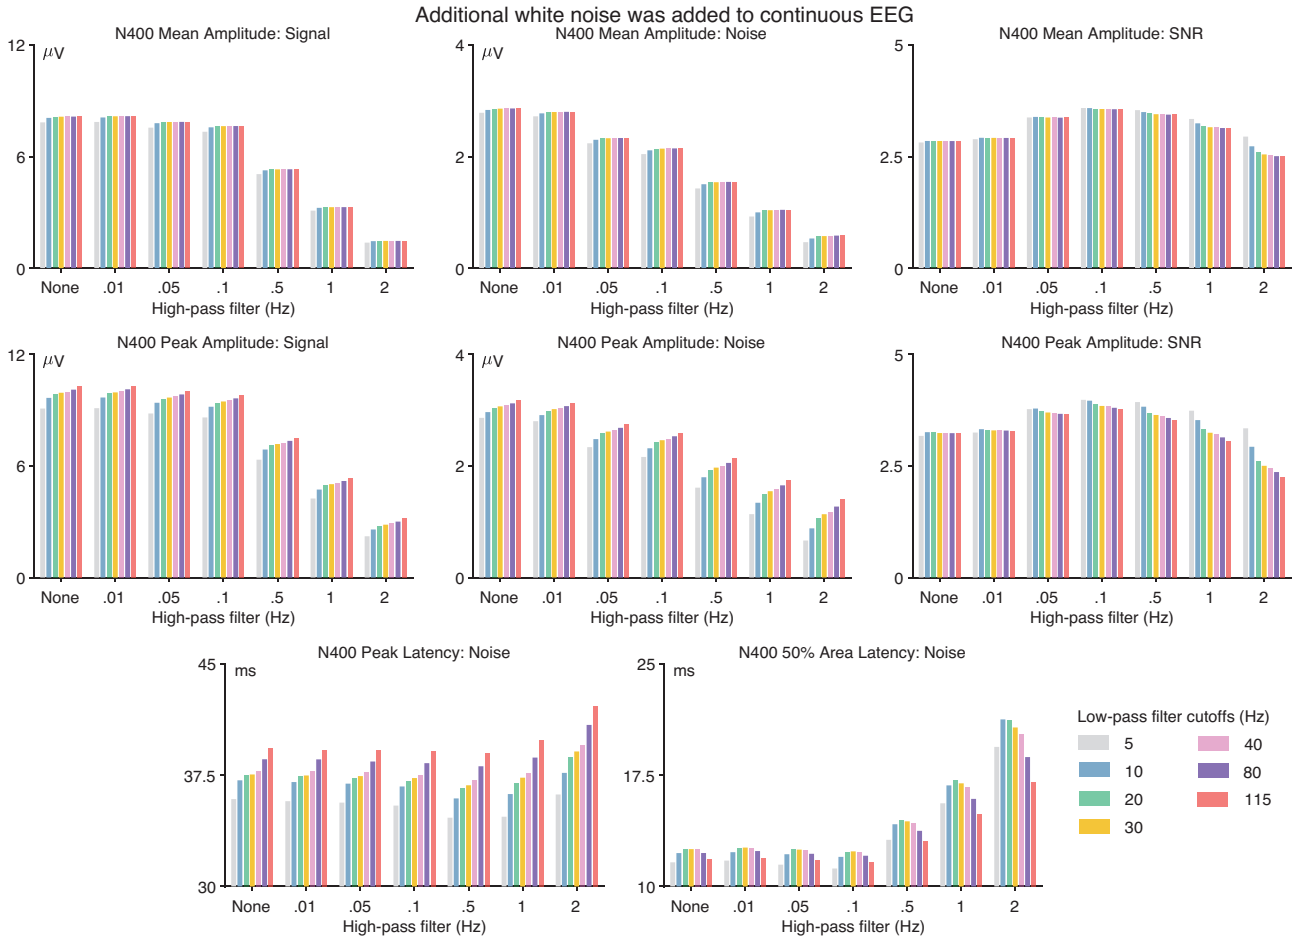 Additional white noise was added to continuous EEG
N400 Mean Amplitude: Signal
12
μV
6
0
None .01 .05 .1 .5 1 2
High-pass filter (Hz)
N400 Mean Amplitude: Noise
4
μV
2
0
None .01 .05 .1 .5 1 2
High-pass filter (Hz)
N400 Mean Amplitude: SNR
5
2.5
0
None .01 .05 .1 .5 1 2
High-pass filter (Hz)
N400 Peak Amplitude: Signal
12
μV
6
0
None .01 .05 .1 .5 1 2
High-pass filter (Hz)
N400 Peak Amplitude: Noise
4
μV
2
0
None .01 .05 .1 .5 1 2
High-pass filter (Hz)
N400 Peak Amplitude: SNR
5
2.5
0
None .01 .05 .1 .5 1 2
High-pass filter (Hz)
N400 Peak Latency: Noise
45
ms
37.5
30
None .01 .05 .1 .5 1 2
High-pass filter (Hz)
N400 50% Area Latency: Noise
25
ms
17.5
10
None .01 .05 .1 .5 1 2
High-pass filter (Hz)
Low-pass filter cutoffs (Hz)
5 40
10 80
20 115
30